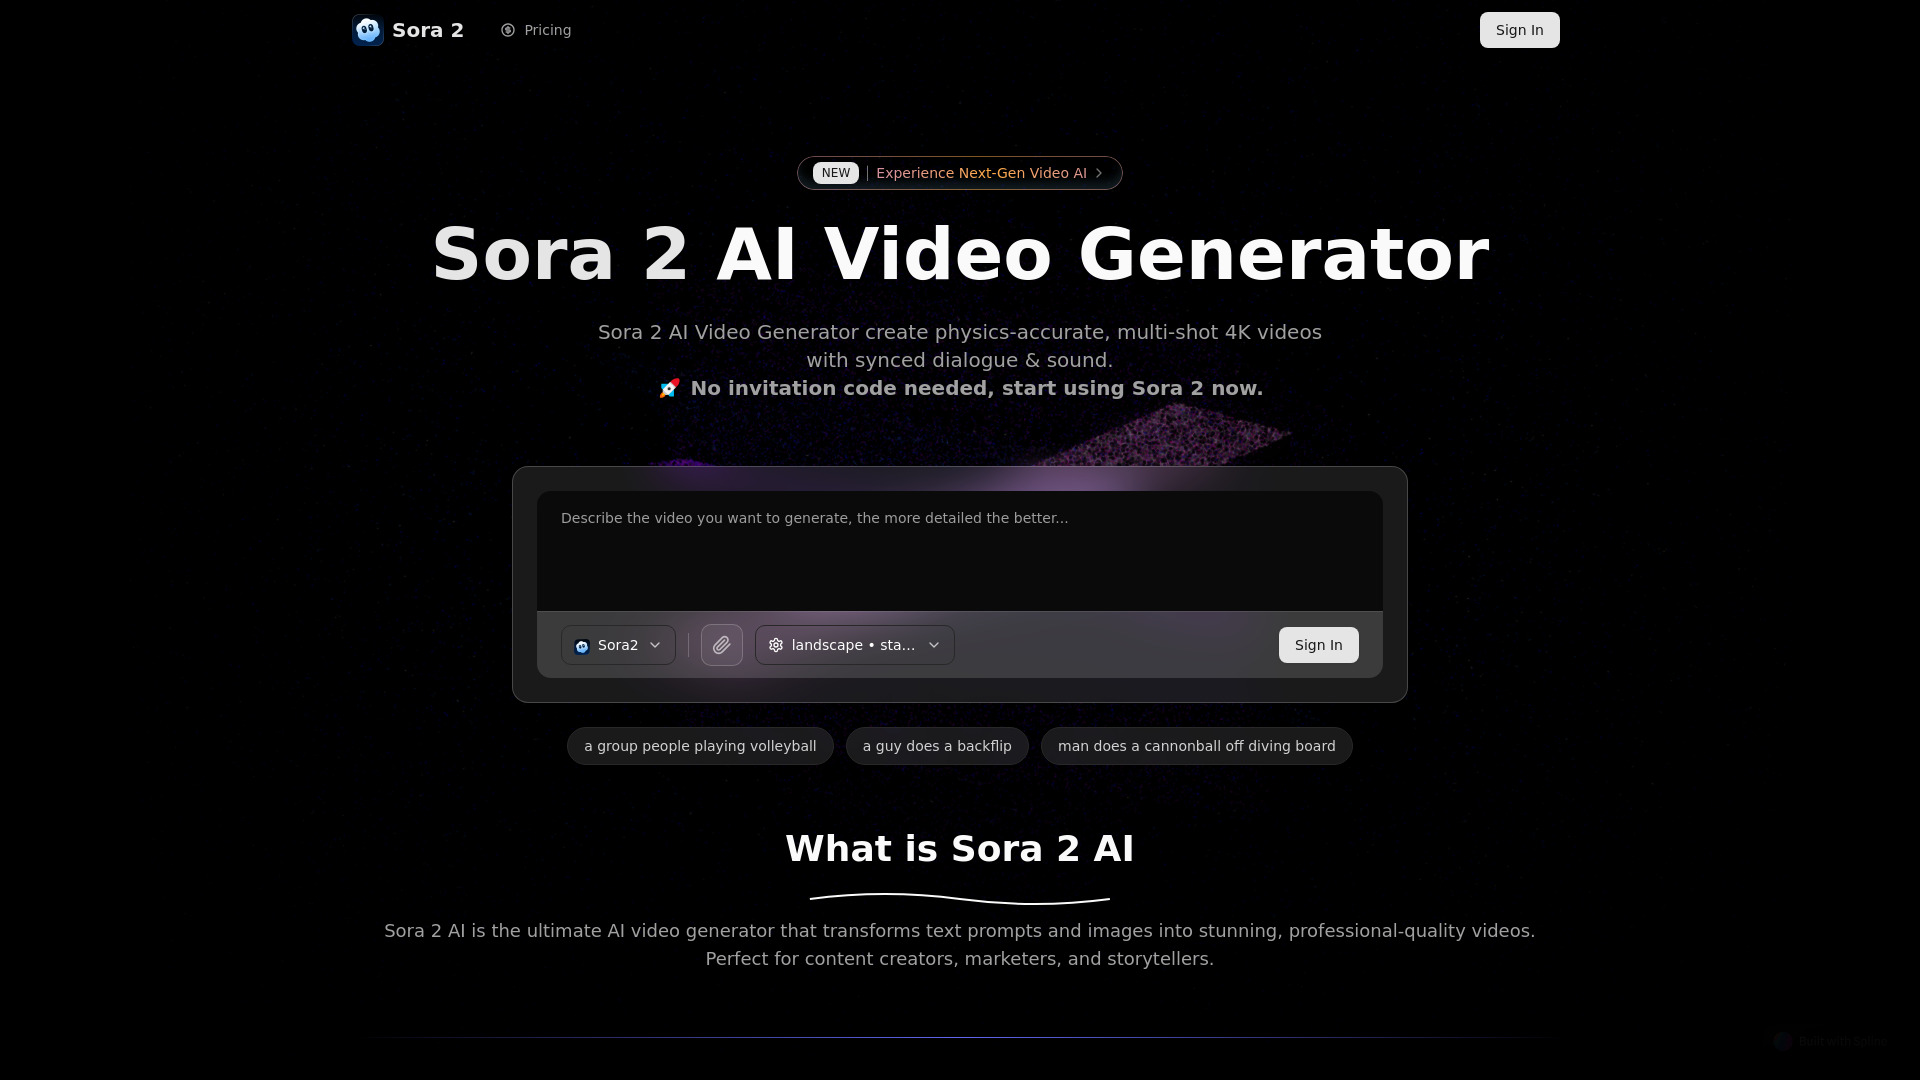 Sora 2
Pricing
Sign In
NEW
Experience Next-Gen Video AI
Sora 2 AI Video Generator
Sora 2 AI Video Generator create physics-accurate, multi-shot 4K videos
with synced dialogue & sound.
🚀 No invitation code needed, start using Sora 2 now.
Describe the video you want to generate, the more detailed the better...
Sora2
landscape • sta...
Sign In
a group people playing volleyball
a guy does a backflip
man does a cannonball off diving board
What is Sora 2 AI
Sora 2 AI is the ultimate AI video generator that transforms text prompts and images into stunning, professional-quality videos.
Perfect for content creators, marketers, and storytellers.
Built with Spline